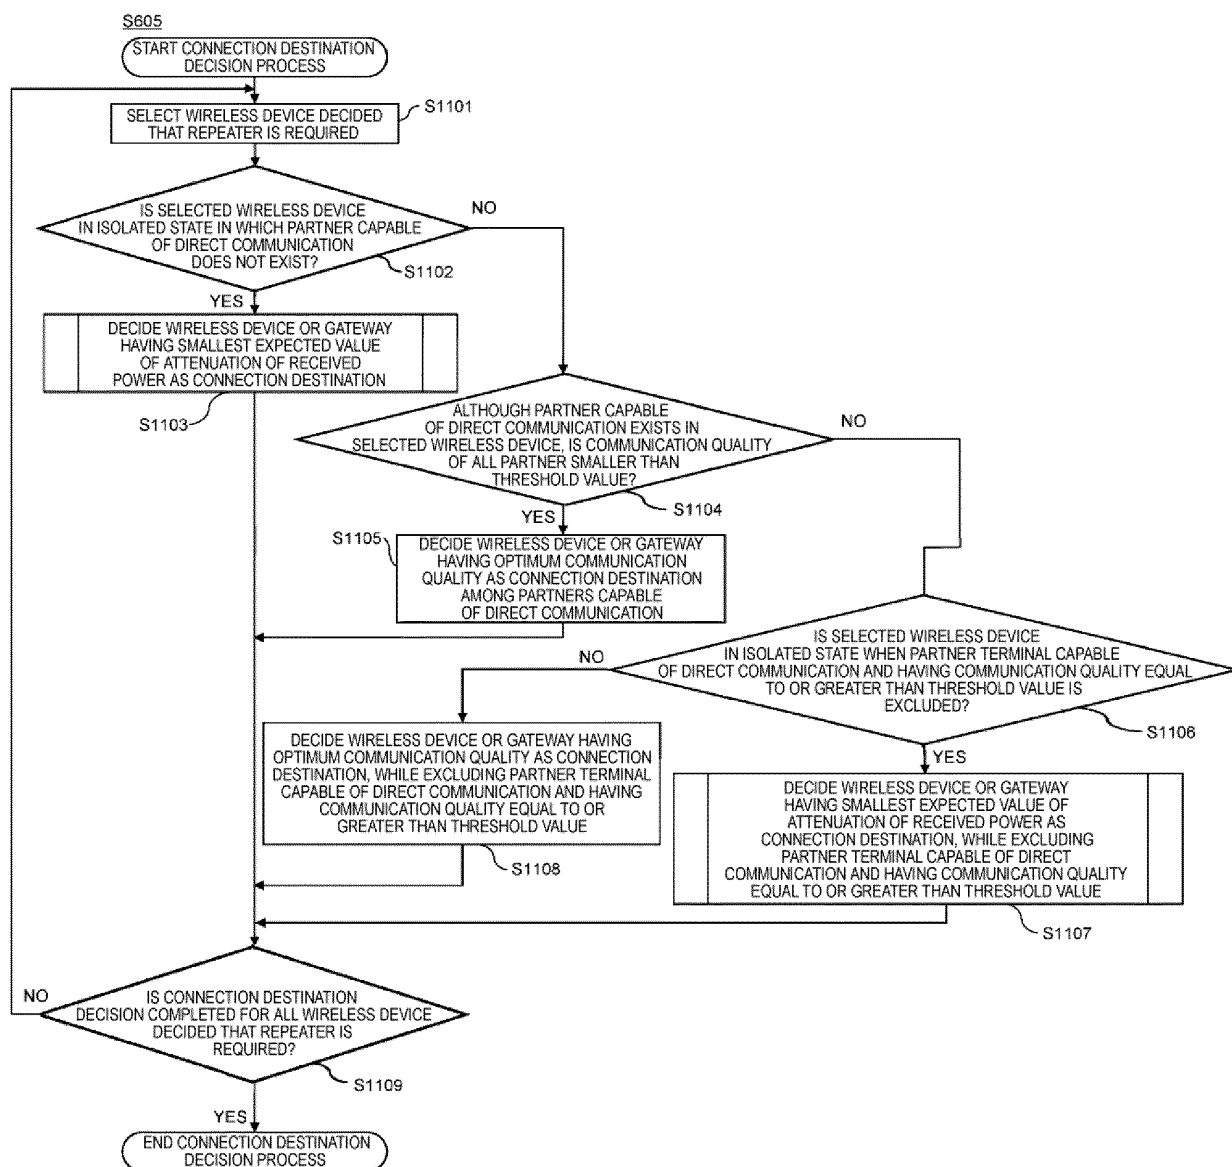 S605
START CONNECTION DESTINATION
DECISION PROCESS
S1101
SELECT WIRELESS DEVICE DECIDED
THAT REPEATER IS REQUIRED
IS SELECTED WIRELESS DEVICE
IN ISOLATED STATE IN WHICH PARTNER CAPABLE
OF DIRECT COMMUNICATION
DOES NOT EXIST?
NO
S1102
YES
DECIDE WIRELESS DEVICE OR GATEWAY
HAVING SMALLEST EXPECTED VALUE
OF ATTENUATION OF RECEIVED
POWER AS CONNECTION DESTINATION
S1103
ALTHOUGH PARTNER CAPABLE
OF DIRECT COMMUNICATION EXISTS IN
SELECTED WIRELESS DEVICE, IS COMMUNICATION QUALITY
OF ALL PARTNER SMALLER THAN
THRESHOLD VALUE?
NO
S1104
YES
S1105
DECIDE WIRELESS DEVICE OR GATEWAY
HAVING OPTIMUM COMMUNICATION
QUALITY AS CONNECTION DESTINATION
AMONG PARTNERS CAPABLE
OF DIRECT COMMUNICATION
IS SELECTED WIRELESS DEVICE
IN ISOLATED STATE WHEN PARTNER TERMINAL CAPABLE
OF DIRECT COMMUNICATION AND HAVING COMMUNICATION QUALITY EQUAL
TO OR GREATER THAN THRESHOLD VALUE IS
EXCLUDED?
NO
S1106
YES
DECIDE WIRELESS DEVICE OR GATEWAY HAVING
OPTIMUM COMMUNICATION QUALITY AS CONNECTION
DESTINATION, WHILE EXCLUDING PARTNER TERMINAL
CAPABLE OF DIRECT COMMUNICATION AND HAVING
COMMUNICATION QUALITY EQUAL TO OR
GREATER THAN THRESHOLD VALUE
S1108
DECIDE WIRELESS DEVICE OR GATEWAY
HAVING SMALLEST EXPECTED VALUE OF
ATTENUATION OF RECEIVED POWER AS
CONNECTION DESTINATION, WHILE EXCLUDING
PARTNER TERMINAL CAPABLE OF DIRECT
COMMUNICATION AND HAVING COMMUNICATION QUALITY
EQUAL TO OR GREATER THAN THRESHOLD VALUE
S1107
NO
IS CONNECTION DESTINATION
DECISION COMPLETED FOR ALL WIRELESS DEVICE
DECIDED THAT REPEATER IS
REQUIRED?
S1109
YES
END CONNECTION DESTINATION
DECISION PROCESS